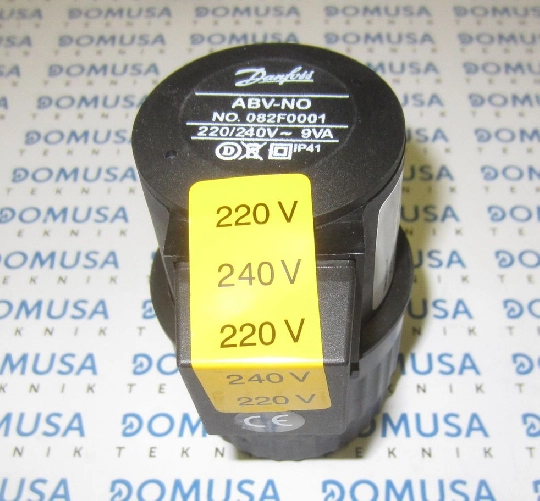 Danfoss
ABV-NO
NO. 082F0001
220/240V~ 9VA
D IP41
220 V
240 V
220 V
240 V
220 V
CE
DOMUSA
TEKNIK